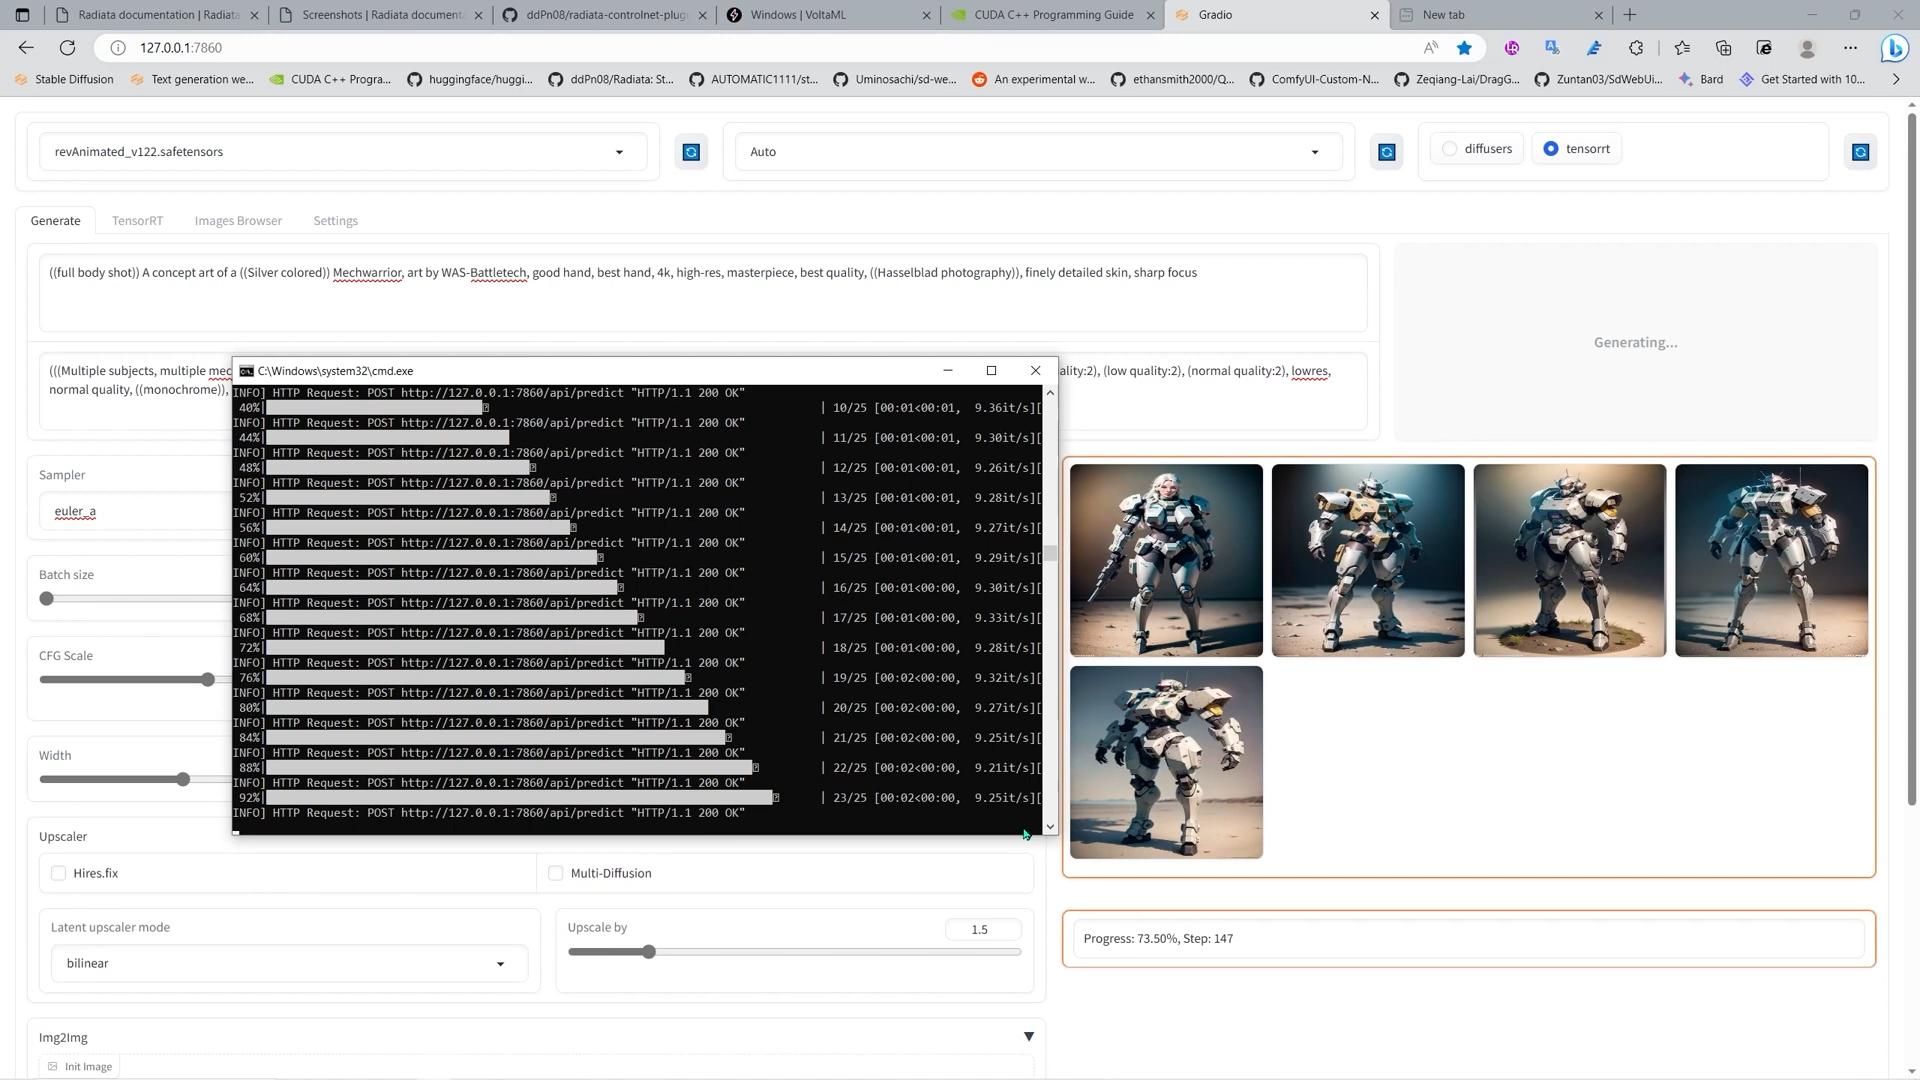 Radiata documentation | Radiata
Screenshots | Radiata documenta
ddPn08/radiata-controlnet-plug
Windows | VoltaML
CUDA C++ Programming Guide
Gradio
New tab
127.0.0.1:7860
Stable Diffusion
Text generation we...
CUDA C++ Progra...
huggingface/huggi...
ddPn08/Radiata: St...
AUTOMATIC1111/st...
Uminosachi/sd-we...
An experimental w...
ethansmith2000/Q...
ComfyUI-Custom-N...
Zeqiang-Lai/DragG...
Zuntan03/SdWebUi...
Bard
Get Started with 10...
revAnimated_v122.safetensors
Auto
diffusers
tensorrt
Generate
TensorRT
Images Browser
Settings
((full body shot)) A concept art of a ((Silver colored)) Mechwarrior, art by WAS-Battletech, good hand, best hand, 4k, high-res, masterpiece, best quality, ((Hasselblad photography)), finely detailed skin, sharp focus
Generating...
(((Multiple subjects, multiple mec
ality:2), (low quality:2), (normal quality:2), lowres,
normal quality, ((monochrome)),
C:\Windows\system32\cmd.exe
INFO] HTTP Request: POST http://127.0.0.1:7860/api/predict "HTTP/1.1 200 OK"
40%| | 10/25 [00:01<00:01, 9.36it/s][
INFO] HTTP Request: POST http://127.0.0.1:7860/api/predict "HTTP/1.1 200 OK"
44%| | 11/25 [00:01<00:01, 9.30it/s][
INFO] HTTP Request: POST http://127.0.0.1:7860/api/predict "HTTP/1.1 200 OK"
48%| | 12/25 [00:01<00:01, 9.26it/s][
INFO] HTTP Request: POST http://127.0.0.1:7860/api/predict "HTTP/1.1 200 OK"
52%| | 13/25 [00:01<00:01, 9.28it/s][
INFO] HTTP Request: POST http://127.0.0.1:7860/api/predict "HTTP/1.1 200 OK"
56%| | 14/25 [00:01<00:01, 9.27it/s][
INFO] HTTP Request: POST http://127.0.0.1:7860/api/predict "HTTP/1.1 200 OK"
60%| | 15/25 [00:01<00:01, 9.29it/s][
INFO] HTTP Request: POST http://127.0.0.1:7860/api/predict "HTTP/1.1 200 OK"
64%| | 16/25 [00:01<00:00, 9.30it/s][
INFO] HTTP Request: POST http://127.0.0.1:7860/api/predict "HTTP/1.1 200 OK"
68%| | 17/25 [00:01<00:00, 9.33it/s][
INFO] HTTP Request: POST http://127.0.0.1:7860/api/predict "HTTP/1.1 200 OK"
72%| | 18/25 [00:01<00:00, 9.28it/s][
INFO] HTTP Request: POST http://127.0.0.1:7860/api/predict "HTTP/1.1 200 OK"
76%| | 19/25 [00:02<00:00, 9.32it/s][
INFO] HTTP Request: POST http://127.0.0.1:7860/api/predict "HTTP/1.1 200 OK"
80%| | 20/25 [00:02<00:00, 9.27it/s][
INFO] HTTP Request: POST http://127.0.0.1:7860/api/predict "HTTP/1.1 200 OK"
84%| | 21/25 [00:02<00:00, 9.25it/s][
INFO] HTTP Request: POST http://127.0.0.1:7860/api/predict "HTTP/1.1 200 OK"
88%| | 22/25 [00:02<00:00, 9.21it/s][
INFO] HTTP Request: POST http://127.0.0.1:7860/api/predict "HTTP/1.1 200 OK"
92%| | 23/25 [00:02<00:00, 9.25it/s][
INFO] HTTP Request: POST http://127.0.0.1:7860/api/predict "HTTP/1.1 200 OK"
Sampler
euler_a
Batch size
CFG Scale
Width
Upscaler
Hires.fix
Multi-Diffusion
Latent upscaler mode
bilinear
Upscale by
1.5
Progress: 73.50%, Step: 147
Img2Img
Init Image